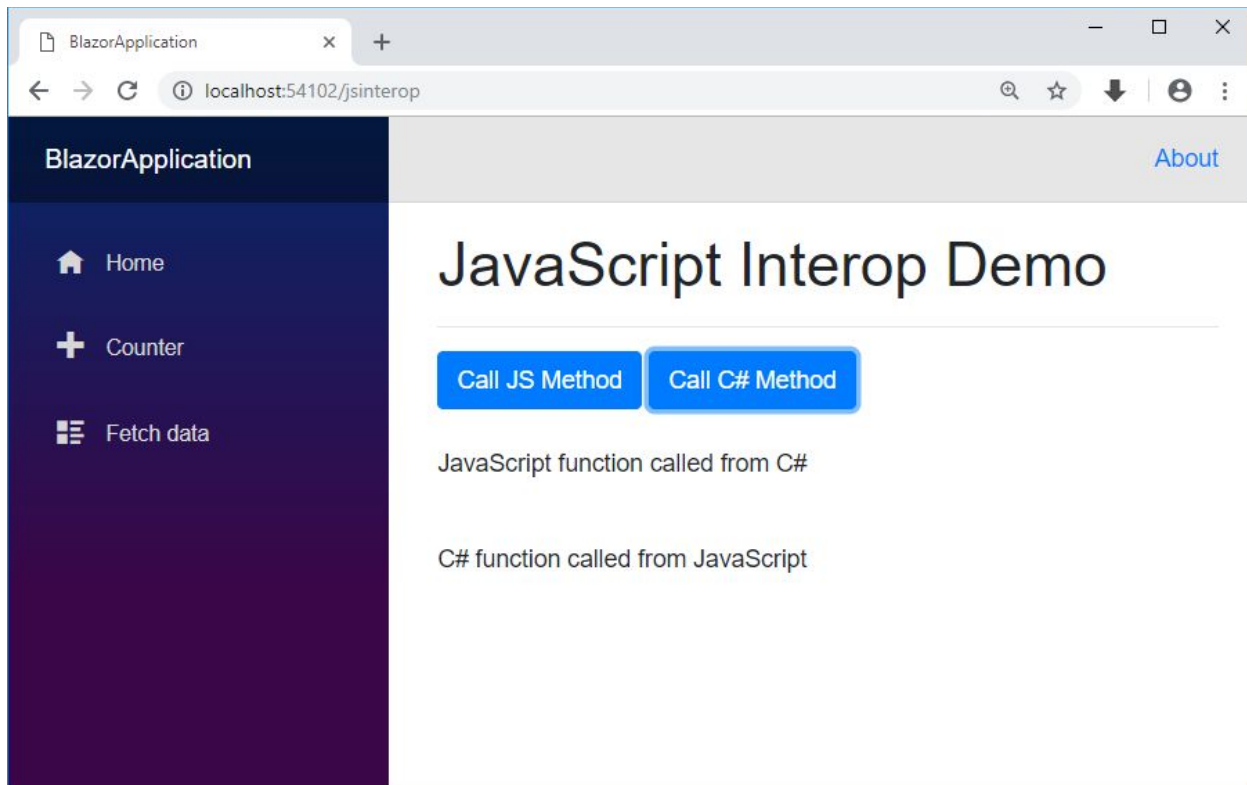 BlazorApplication
localhost:54102/jsinterop
BlazorApplication
About
Home
Counter
Fetch data
JavaScript Interop Demo
Call JS Method
Call C# Method
JavaScript function called from C#
C# function called from JavaScript